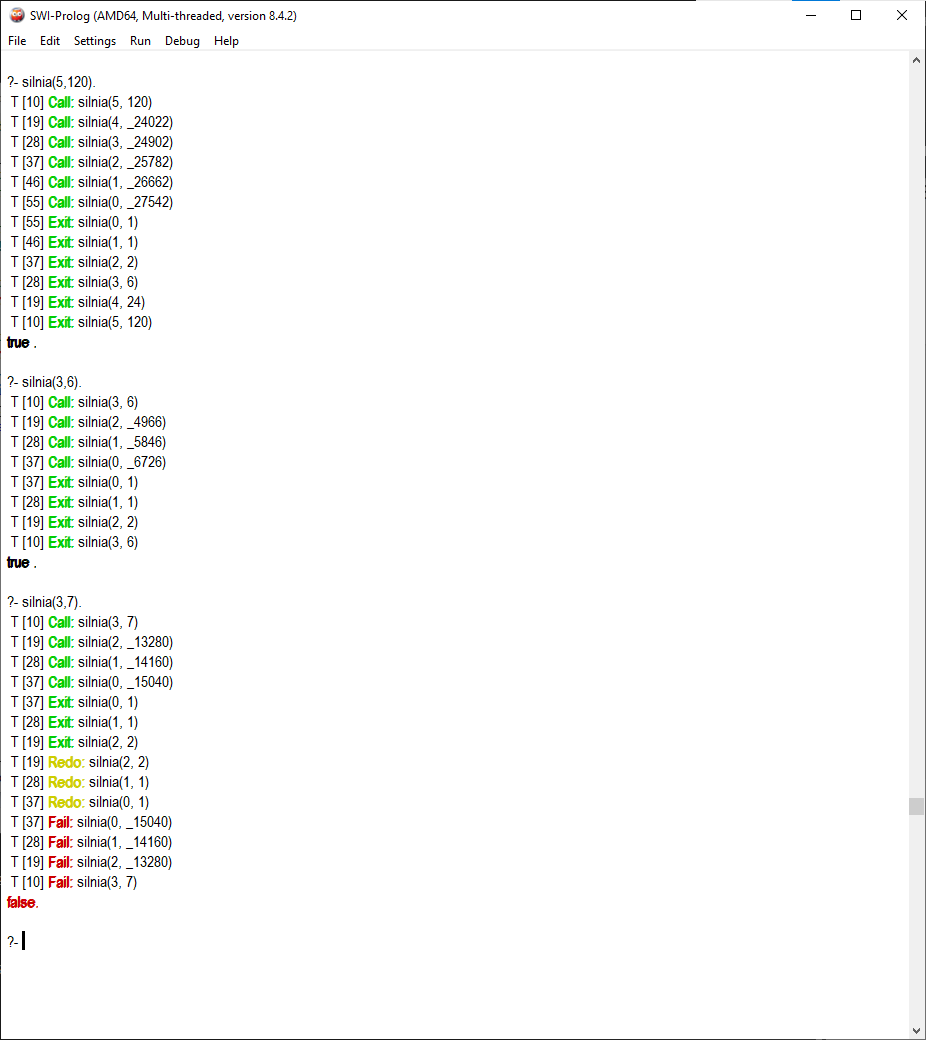 SWI-Prolog (AMD64, Multi-threaded, version 8.4.2)
File Edit Settings Run Debug Help
?- silnia(5,120).
T [10] Call: silnia(5, 120)
T [19] Call: silnia(4, _24022)
T [28] Call: silnia(3, _24902)
T [37] Call: silnia(2, _25782)
T [46] Call: silnia(1, _26662)
T [55] Call: silnia(0, _27542)
T [55] Exit: silnia(0, 1)
T [46] Exit: silnia(1, 1)
T [37] Exit: silnia(2, 2)
T [28] Exit: silnia(3, 6)
T [19] Exit: silnia(4, 24)
T [10] Exit: silnia(5, 120)
true .
?- silnia(3,6).
T [10] Call: silnia(3, 6)
T [19] Call: silnia(2, _4966)
T [28] Call: silnia(1, _5846)
T [37] Call: silnia(0, _6726)
T [37] Exit: silnia(0, 1)
T [28] Exit: silnia(1, 1)
T [19] Exit: silnia(2, 2)
T [10] Exit: silnia(3, 6)
true .
?- silnia(3,7).
T [10] Call: silnia(3, 7)
T [19] Call: silnia(2, _13280)
T [28] Call: silnia(1, _14160)
T [37] Call: silnia(0, _15040)
T [37] Exit: silnia(0, 1)
T [28] Exit: silnia(1, 1)
T [19] Exit: silnia(2, 2)
T [19] Redo: silnia(2, 2)
T [28] Redo: silnia(1, 1)
T [37] Redo: silnia(0, 1)
T [37] Fail: silnia(0, _15040)
T [28] Fail: silnia(1, _14160)
T [19] Fail: silnia(2, _13280)
T [10] Fail: silnia(3, 7)
false.
?-